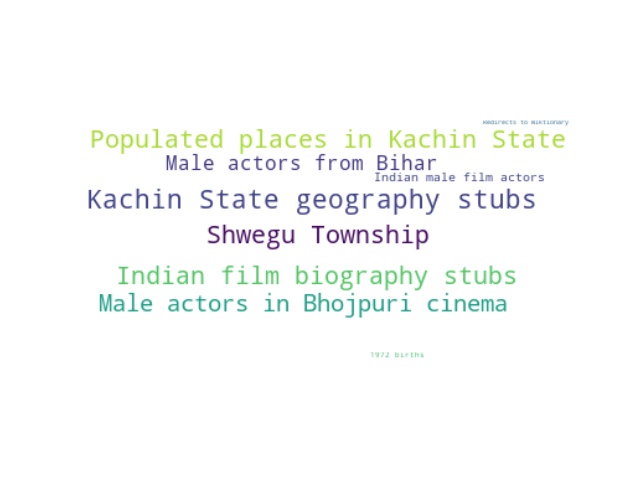 Redirects to Wiktionary
Populated places in Kachin State
Male actors from Bihar
Indian male film actors
Kachin State geography stubs
Shwegu Township
Indian film biography stubs
Male actors in Bhojpuri cinema
1972 births